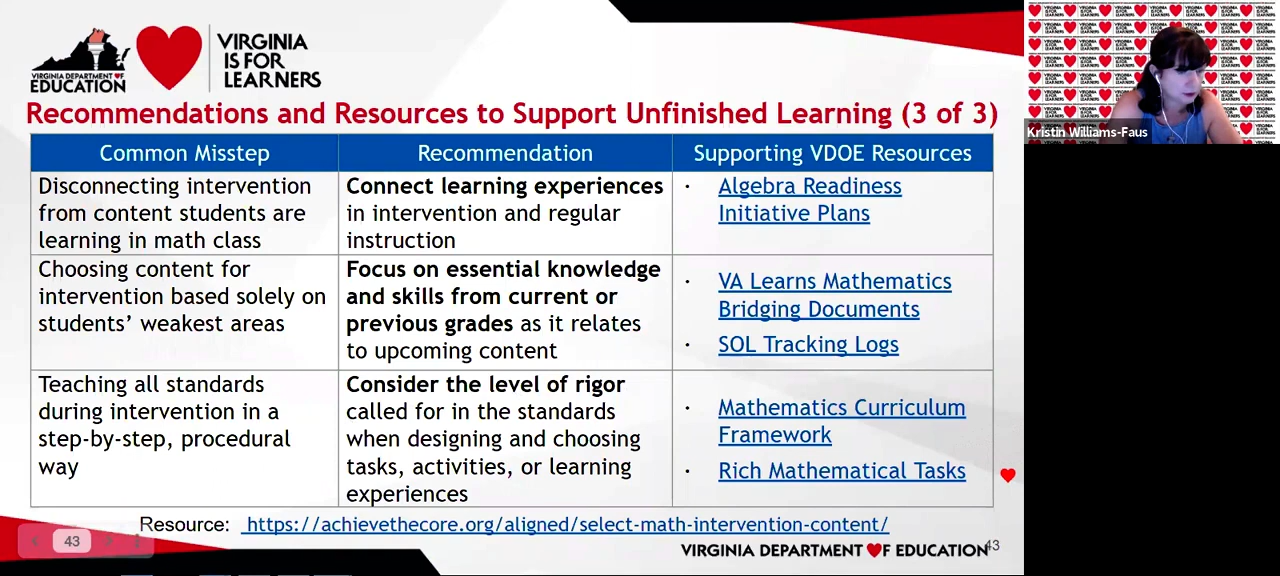 VIRGINIA DEPARTMENT OF
EDUCATION
VIRGINIA
IS FOR
LEARNERS
Recommendations and Resources to Support Unfinished Learning (3 of 3)
Common Misstep
Recommendation
Supporting VDOE Resources
Disconnecting intervention
from content students are
learning in math class
Connect learning experiences
in intervention and regular
instruction
· Algebra Readiness
Initiative Plans
Choosing content for
intervention based solely on
students’ weakest areas
Focus on essential knowledge
and skills from current or
previous grades as it relates
to upcoming content
· VA Learns Mathematics
Bridging Documents
· SOL Tracking Logs
Teaching all standards
during intervention in a
step-by-step, procedural
way
Consider the level of rigor
called for in the standards
when designing and choosing
tasks, activities, or learning
experiences
· Mathematics Curriculum
Framework
· Rich Mathematical Tasks
Resource: https://achievethecore.org/aligned/select-math-intervention-content/
43
VIRGINIA DEPARTMENT OF EDUCATION
43
Kristin Williams-Faus